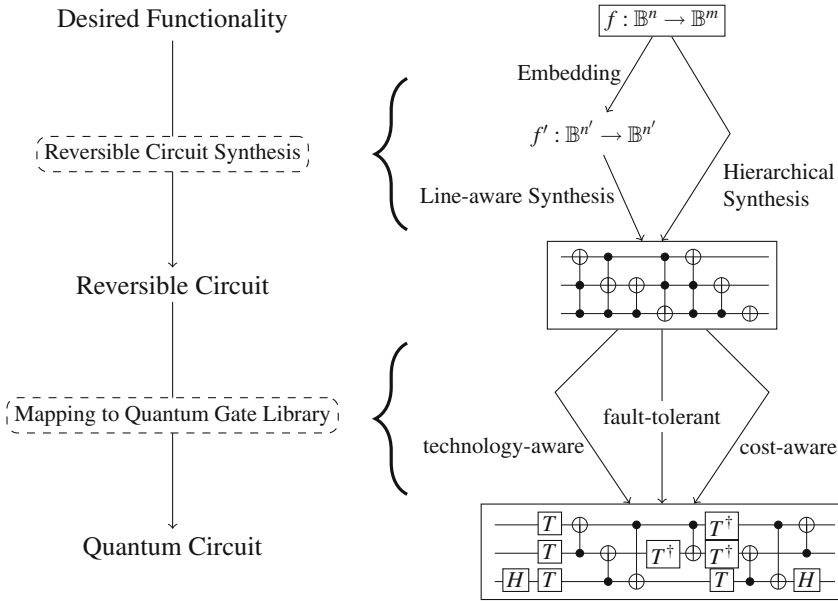 Desired Functionality
Reversible Circuit Synthesis
Reversible Circuit
Mapping to Quantum Gate Library
Quantum Circuit
f : 𝔹ⁿ → 𝔹ᵐ
Embedding
f′ : 𝔹ⁿ′ → 𝔹ⁿ′
Line-aware Synthesis
Hierarchical
Synthesis
technology-aware
fault-tolerant
cost-aware
T T†
T T† T†
H T T H